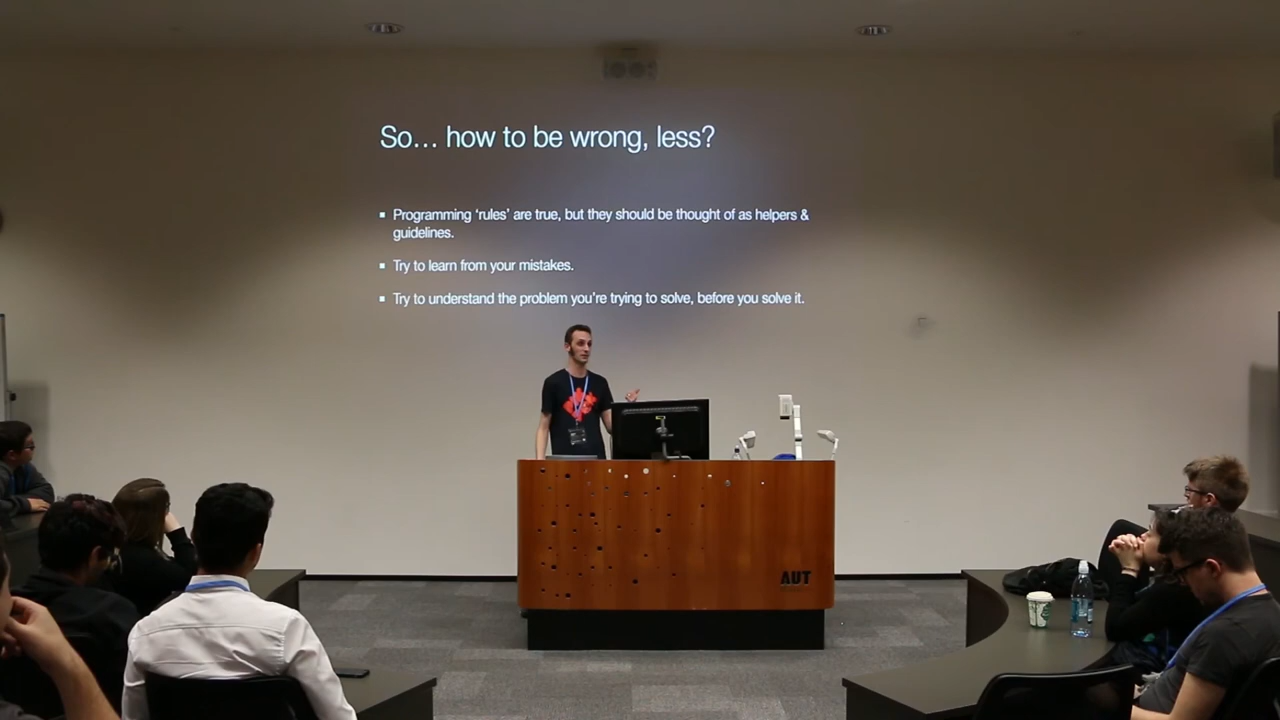 So... how to be wrong, less?
▪ Programming 'rules' are true, but they should be thought of as helpers &
guidelines.
▪ Try to learn from your mistakes.
▪ Try to understand the problem you're trying to solve, before you solve it.
AUT